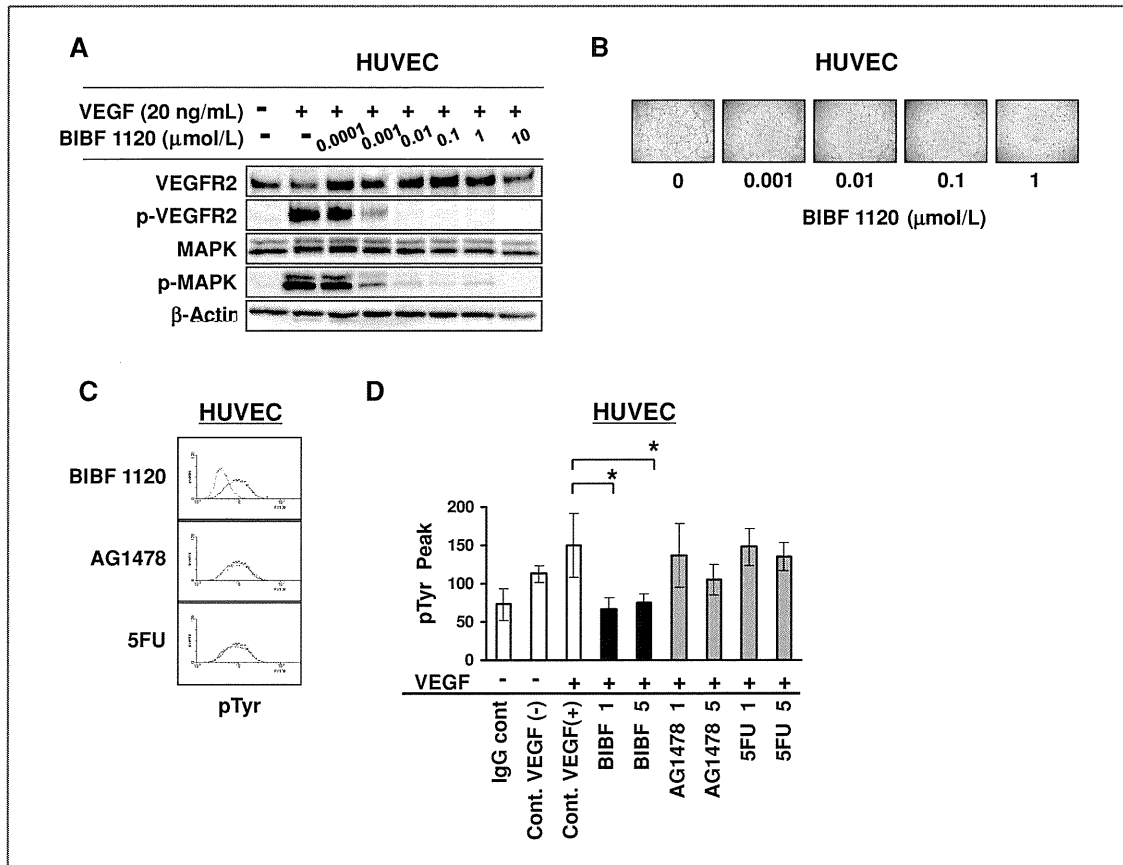 A
HUVEC
VEGF (20 ng/mL) - + + + + + + +
BIBF 1120 (μmol/L) - - 0.0001 0.001 0.01 0.1 1 10
VEGFR2
p-VEGFR2
MAPK
p-MAPK
β-Actin
B
HUVEC
0 0.001 0.01 0.1 1
BIBF 1120 (μmol/L)
C
HUVEC
BIBF 1120
AG1478
5FU
pTyr
D
HUVEC
* *
pTyr Peak
200
150
100
50
0
VEGF - - + + + + + + +
IgG cont
Cont. VEGF (-)
Cont. VEGF(+)
BIBF 1
BIBF 5
AG1478 1
AG1478 5
5FU 1
5FU 5